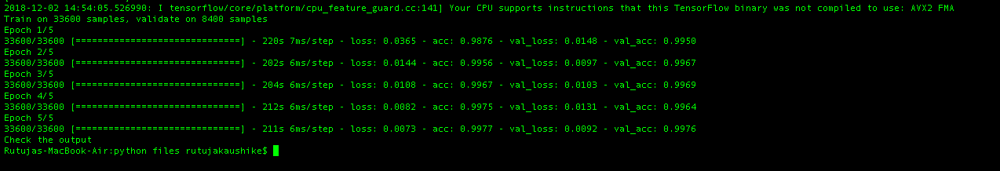 2018-12-02 14:54:05.526990: I tensorflow/core/platform/cpu_feature_guard.cc:141] Your CPU supports instructions that this TensorFlow binary was not compiled to use: AVX2 FMA
Train on 33600 samples, validate on 8400 samples
Epoch 1/5
33600/33600 [==============================] - 220s 7ms/step - loss: 0.0365 - acc: 0.9876 - val_loss: 0.0148 - val_acc: 0.9950
Epoch 2/5
33600/33600 [==============================] - 202s 6ms/step - loss: 0.0144 - acc: 0.9956 - val_loss: 0.0097 - val_acc: 0.9967
Epoch 3/5
33600/33600 [==============================] - 204s 6ms/step - loss: 0.0108 - acc: 0.9967 - val_loss: 0.0103 - val_acc: 0.9969
Epoch 4/5
33600/33600 [==============================] - 212s 6ms/step - loss: 0.0082 - acc: 0.9975 - val_loss: 0.0131 - val_acc: 0.9964
Epoch 5/5
33600/33600 [==============================] - 211s 6ms/step - loss: 0.0073 - acc: 0.9977 - val_loss: 0.0092 - val_acc: 0.9976
Check the output
Rutujas-MacBook-Air:python files rutujakaushike$